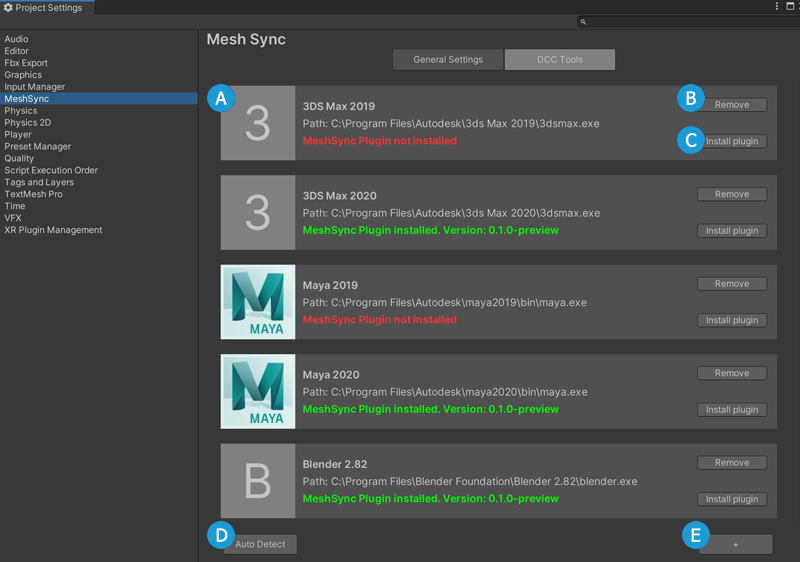 Project Settings
Audio
Editor
Fbx Export
Graphics
Input Manager
MeshSync
Physics
Physics 2D
Player
Preset Manager
Quality
Script Execution Order
Tags and Layers
TextMesh Pro
Time
VFX
XR Plugin Management
Mesh Sync
General Settings
DCC Tools
A
3
3DS Max 2019
Path: C:\Program Files\Autodesk\3ds Max 2019\3dsmax.exe
MeshSync Plugin not installed
B
Remove
C
Install plugin
3
3DS Max 2020
Path: C:\Program Files\Autodesk\3ds Max 2020\3dsmax.exe
MeshSync Plugin installed. Version: 0.1.0-preview
Remove
Install plugin
M
MAYA
Maya 2019
Path: C:\Program Files\Autodesk\maya2019\bin\maya.exe
MeshSync Plugin not installed
Remove
Install plugin
M
MAYA
Maya 2020
Path: C:\Program Files\Autodesk\maya2020\bin\maya.exe
MeshSync Plugin installed. Version: 0.1.0-preview
Remove
Install plugin
B
Blender 2.82
Path: C:\Program Files\Blender Foundation\Blender 2.82\blender.exe
MeshSync Plugin installed. Version: 0.1.0-preview
Remove
Install plugin
D
Auto Detect
E
+